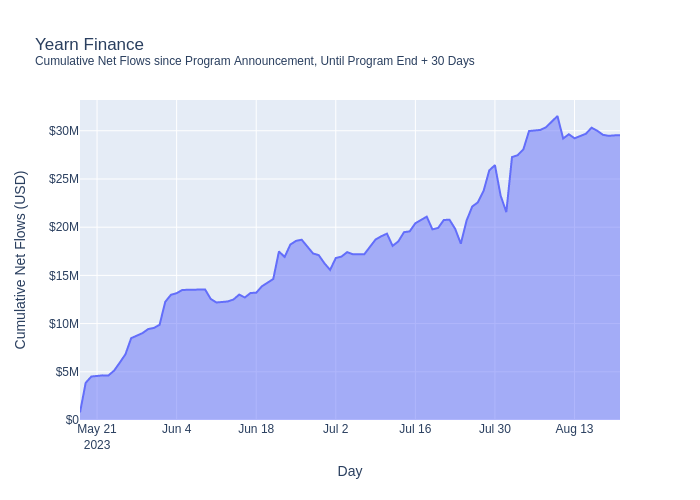 Yearn Finance
Cumulative Net Flows since Program Announcement, Until Program End + 30 Days
Cumulative Net Flows (USD)
$30M
$25M
$20M
$15M
$10M
$5M
$0
May 21
2023
Jun 4
Jun 18
Jul 2
Jul 16
Jul 30
Aug 13
Day